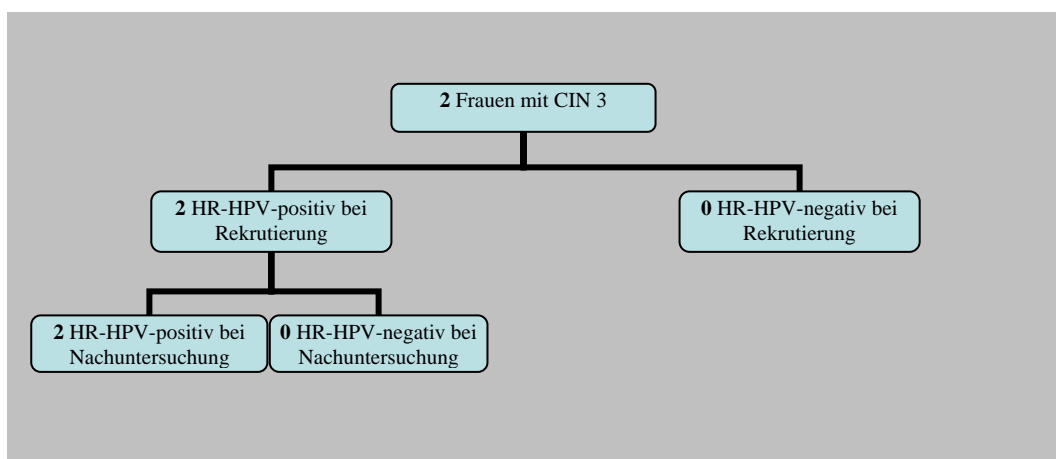 2 Frauen mit CIN 3
2 HR-HPV-positiv bei
Rekrutierung
0 HR-HPV-negativ bei
Rekrutierung
2 HR-HPV-positiv bei
Nachuntersuchung
0 HR-HPV-negativ bei
Nachuntersuchung